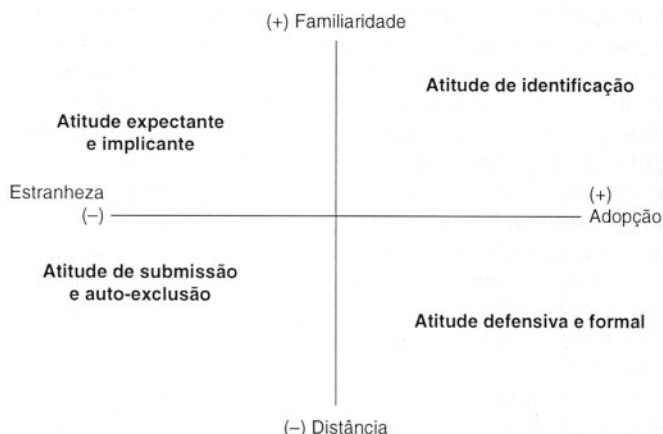 (+) Familiaridade
Atitude de identificação
Atitude expectante
e implicante
Estranheza
(–)
(+)
Adopção
Atitude de submissão
e auto-exclusão
Atitude defensiva e formal
(–) Distância